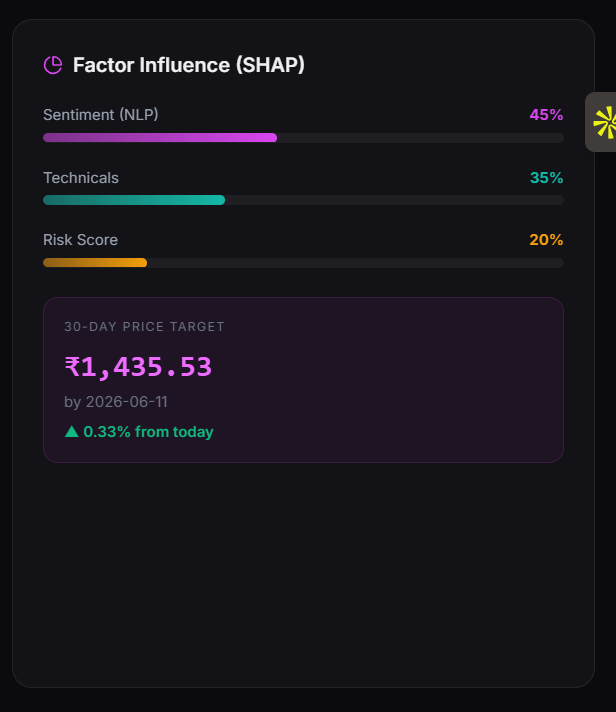 Factor Influence (SHAP)
Sentiment (NLP) 45%
Technicals 35%
Risk Score 20%
30-DAY PRICE TARGET
₹1,435.53
by 2026-06-11
▲ 0.33% from today